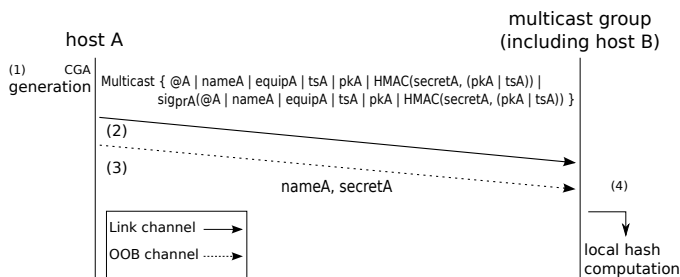 multicast group
(including host B)
host A
(1) CGA
generation
Multicast { @A | nameA | equipA | tsA | pkA | HMAC(secretA, (pkA | tsA)) |
sigprA(@A | nameA | equipA | tsA | pkA | HMAC(secretA, (pkA | tsA)) }
(2)
(3)
nameA, secretA
(4)
Link channel
OOB channel
local hash
computation